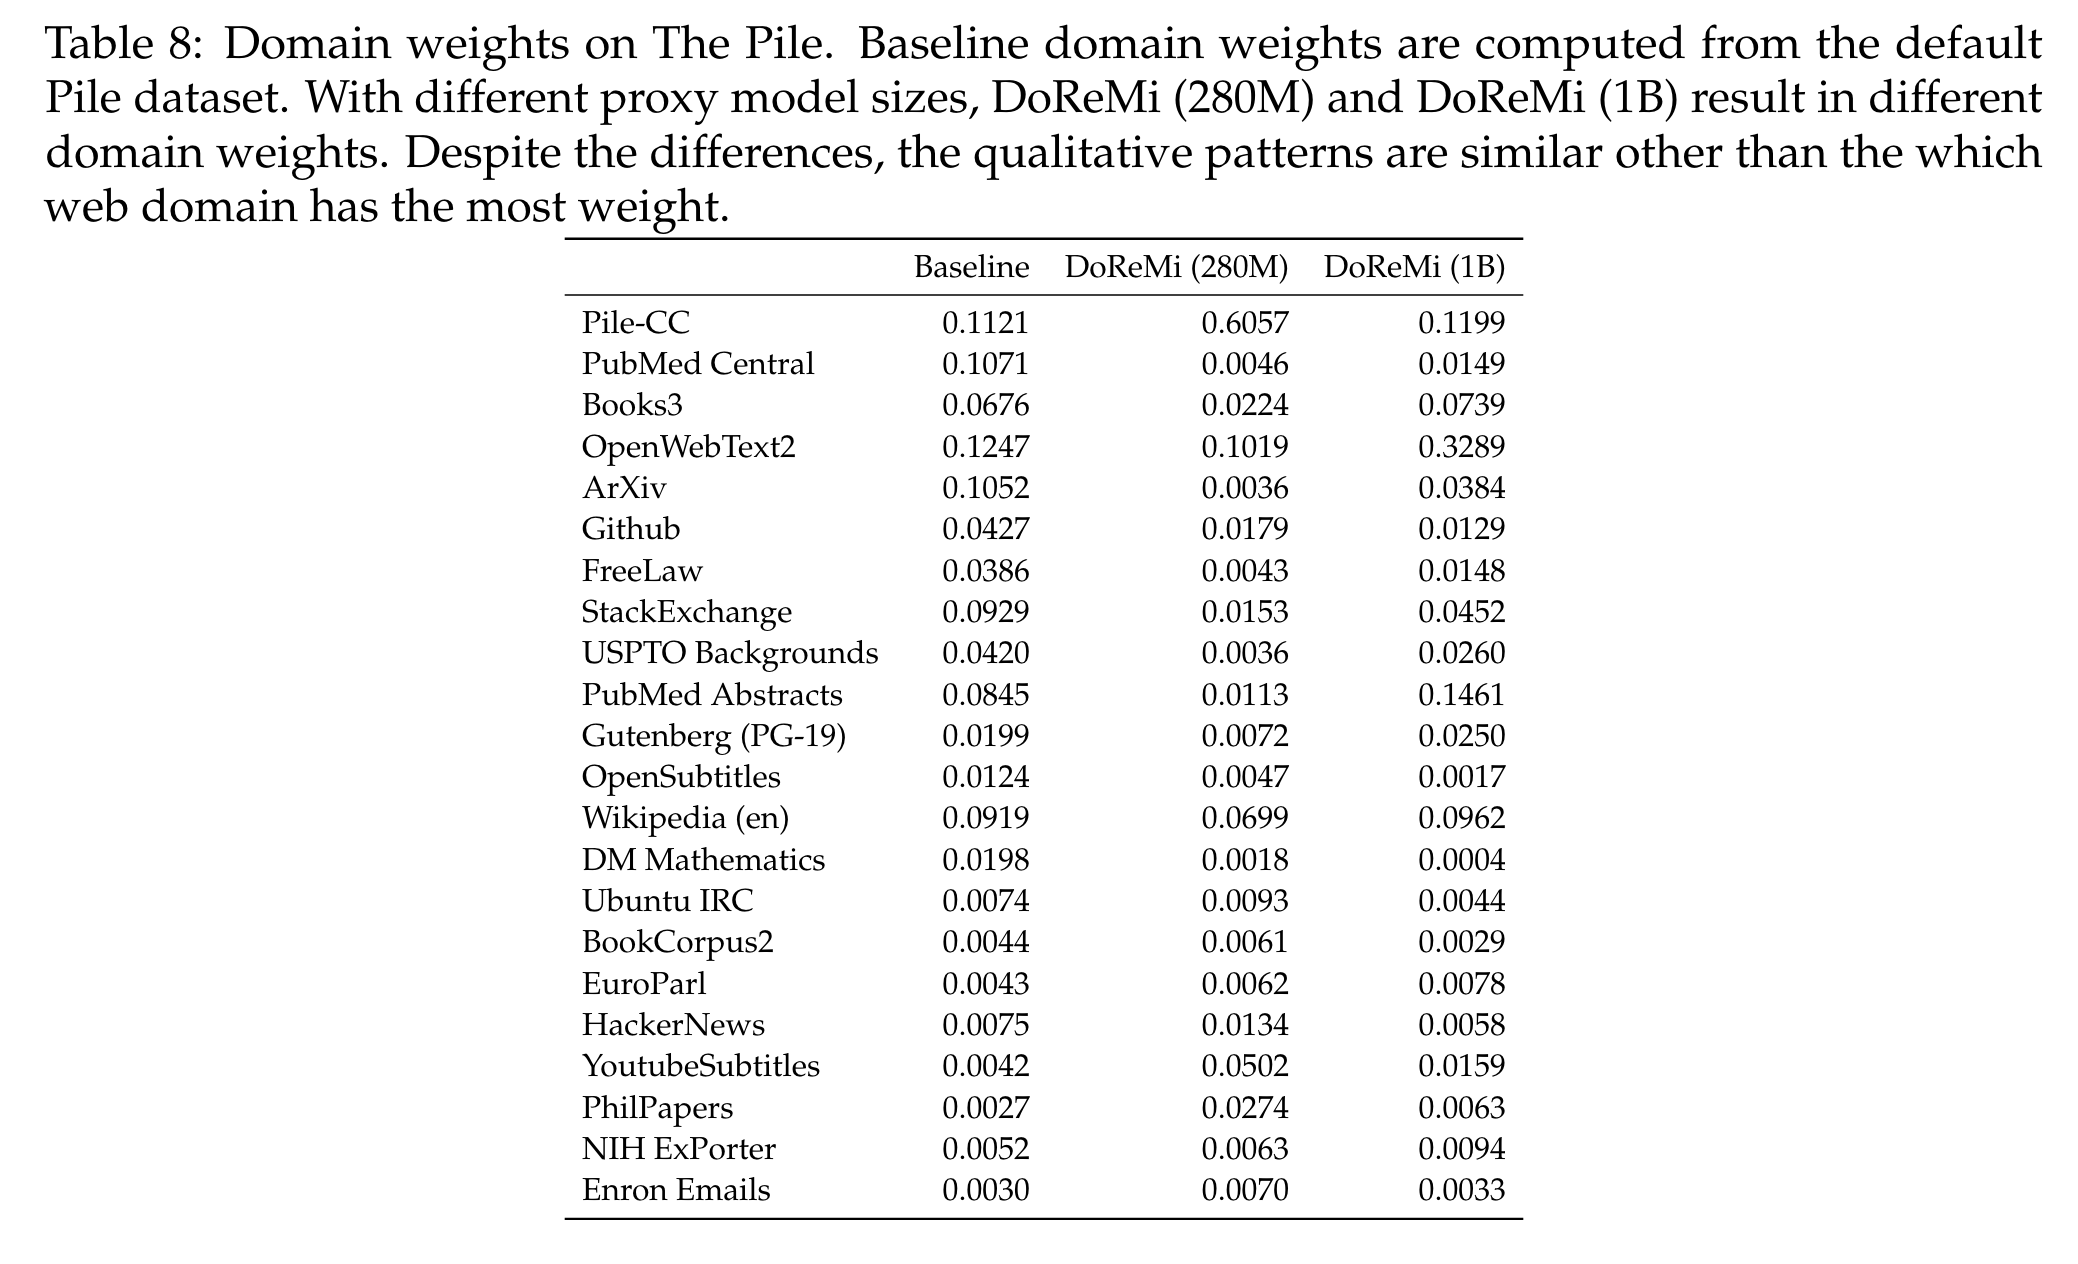 Table 8: Domain weights on The Pile. Baseline domain weights are computed from the default
Pile dataset. With different proxy model sizes, DoReMi (280M) and DoReMi (1B) result in different
domain weights. Despite the differences, the qualitative patterns are similar other than the which
web domain has the most weight.
Baseline DoReMi (280M) DoReMi (1B)
Pile-CC 0.1121 0.6057 0.1199
PubMed Central 0.1071 0.0046 0.0149
Books3 0.0676 0.0224 0.0739
OpenWebText2 0.1247 0.1019 0.3289
ArXiv 0.1052 0.0036 0.0384
Github 0.0427 0.0179 0.0129
FreeLaw 0.0386 0.0043 0.0148
StackExchange 0.0929 0.0153 0.0452
USPTO Backgrounds 0.0420 0.0036 0.0260
PubMed Abstracts 0.0845 0.0113 0.1461
Gutenberg (PG-19) 0.0199 0.0072 0.0250
OpenSubtitles 0.0124 0.0047 0.0017
Wikipedia (en) 0.0919 0.0699 0.0962
DM Mathematics 0.0198 0.0018 0.0004
Ubuntu IRC 0.0074 0.0093 0.0044
BookCorpus2 0.0044 0.0061 0.0029
EuroParl 0.0043 0.0062 0.0078
HackerNews 0.0075 0.0134 0.0058
YoutubeSubtitles 0.0042 0.0502 0.0159
PhilPapers 0.0027 0.0274 0.0063
NIH ExPorter 0.0052 0.0063 0.0094
Enron Emails 0.0030 0.0070 0.0033